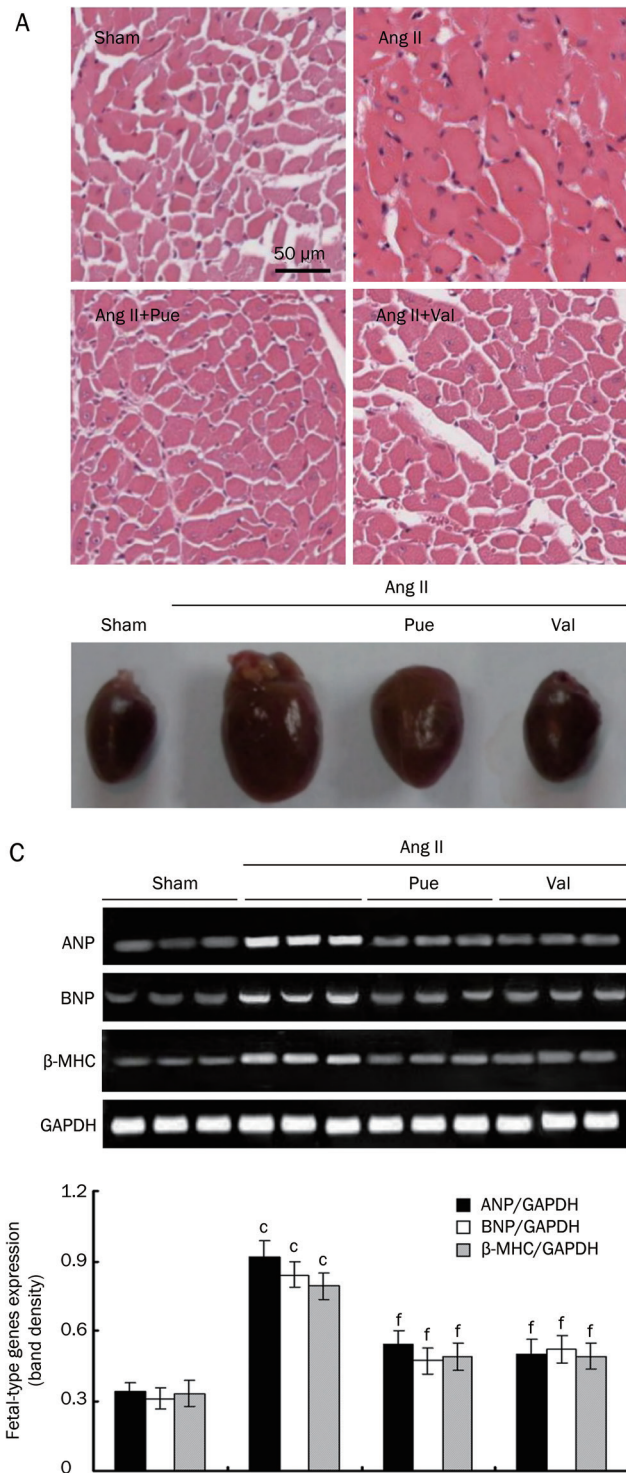 A
Sham
Ang II
50 µm
Ang II+Pue
Ang II+Val
Ang II
Sham
Pue
Val
C
Ang II
Sham
Pue
Val
ANP
BNP
β-MHC
GAPDH
Fetal-type genes expression
(band density)
1.2
0.9
0.6
0.3
0
ANP/GAPDH
BNP/GAPDH
β-MHC/GAPDH
c c c
f f f
f f f